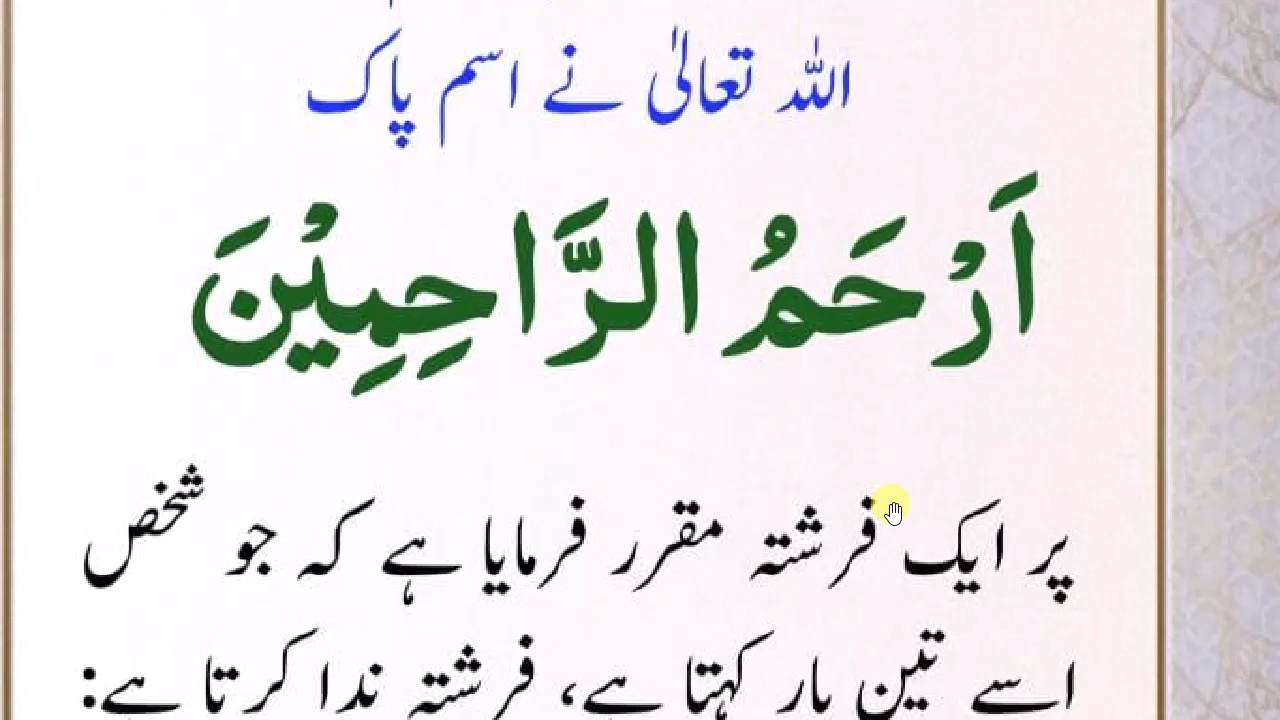 اللہ تعالیٰ نے اسم پاک
اَرْحَمُ الرَّاحِمِیْنَ
پر ایک فرشتہ مقرر فرمایا ہے کہ جو شخص
اسے تین بار کہتا ہے، فرشتہ ندا کرتا ہے: